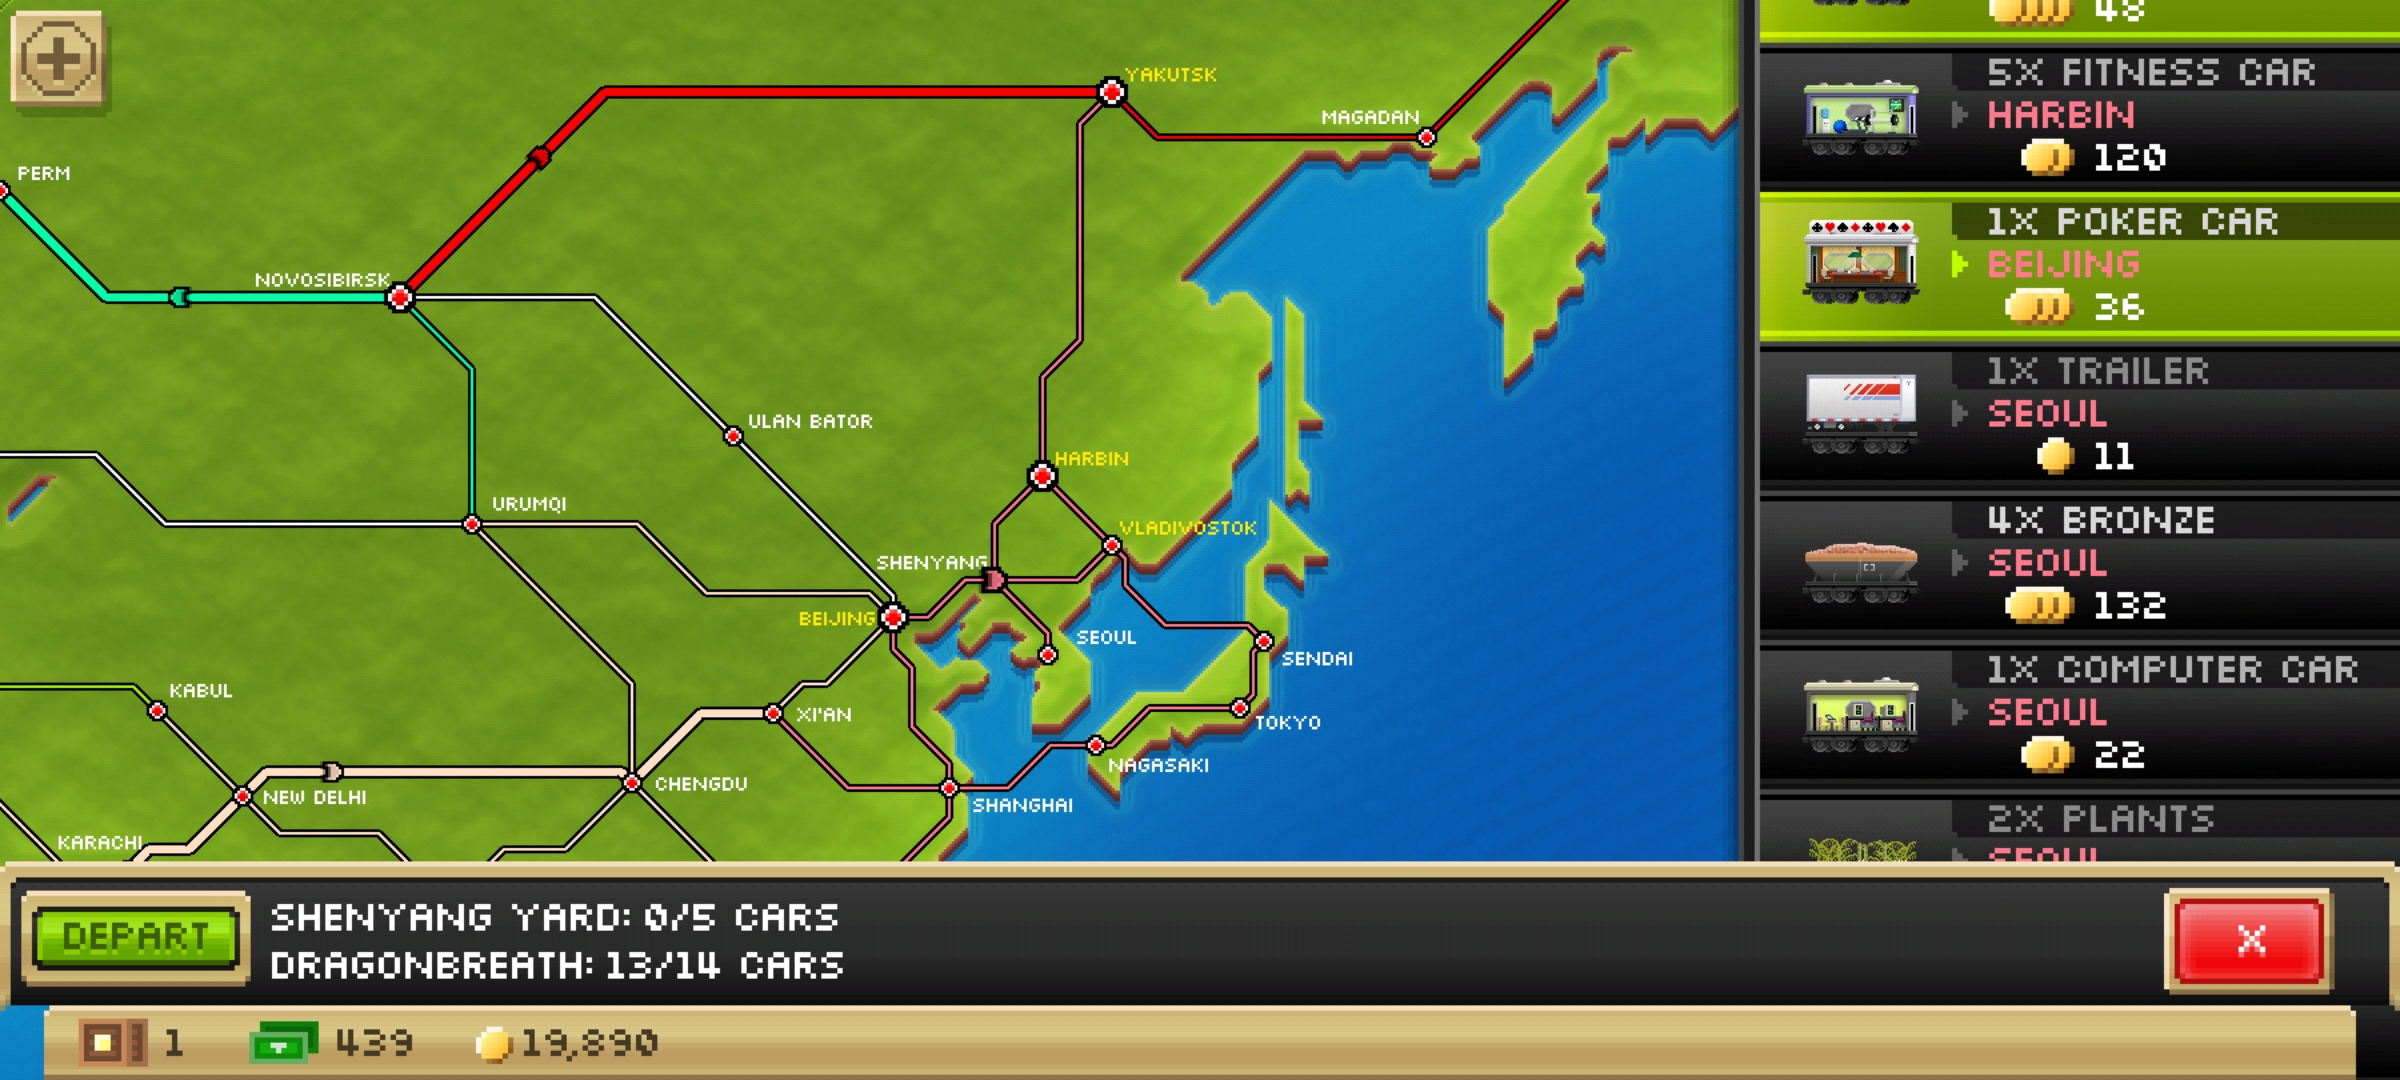 YAKUTSK
MAGADAN
PERM
NOVOSIBIRSK
ULAN BATOR
HARBIN
URUMQI
VLADIVOSTOK
SHENYANG
BEIJING
SEOUL
SENDAI
KABUL
XI'AN
TOKYO
NAGASAKI
CHENGDU
NEW DELHI
SHANGHAI
KARACHI
48
5X FITNESS CAR
HARBIN
120
1X POKER CAR
BEIJING
36
1X TRAILER
SEOUL
11
4X BRONZE
SEOUL
132
1X COMPUTER CAR
SEOUL
22
2X PLANTS
SEOUL
DEPART
SHENYANG YARD: 0/5 CARS
DRAGONBREATH: 13/14 CARS
X
1 439 19,890